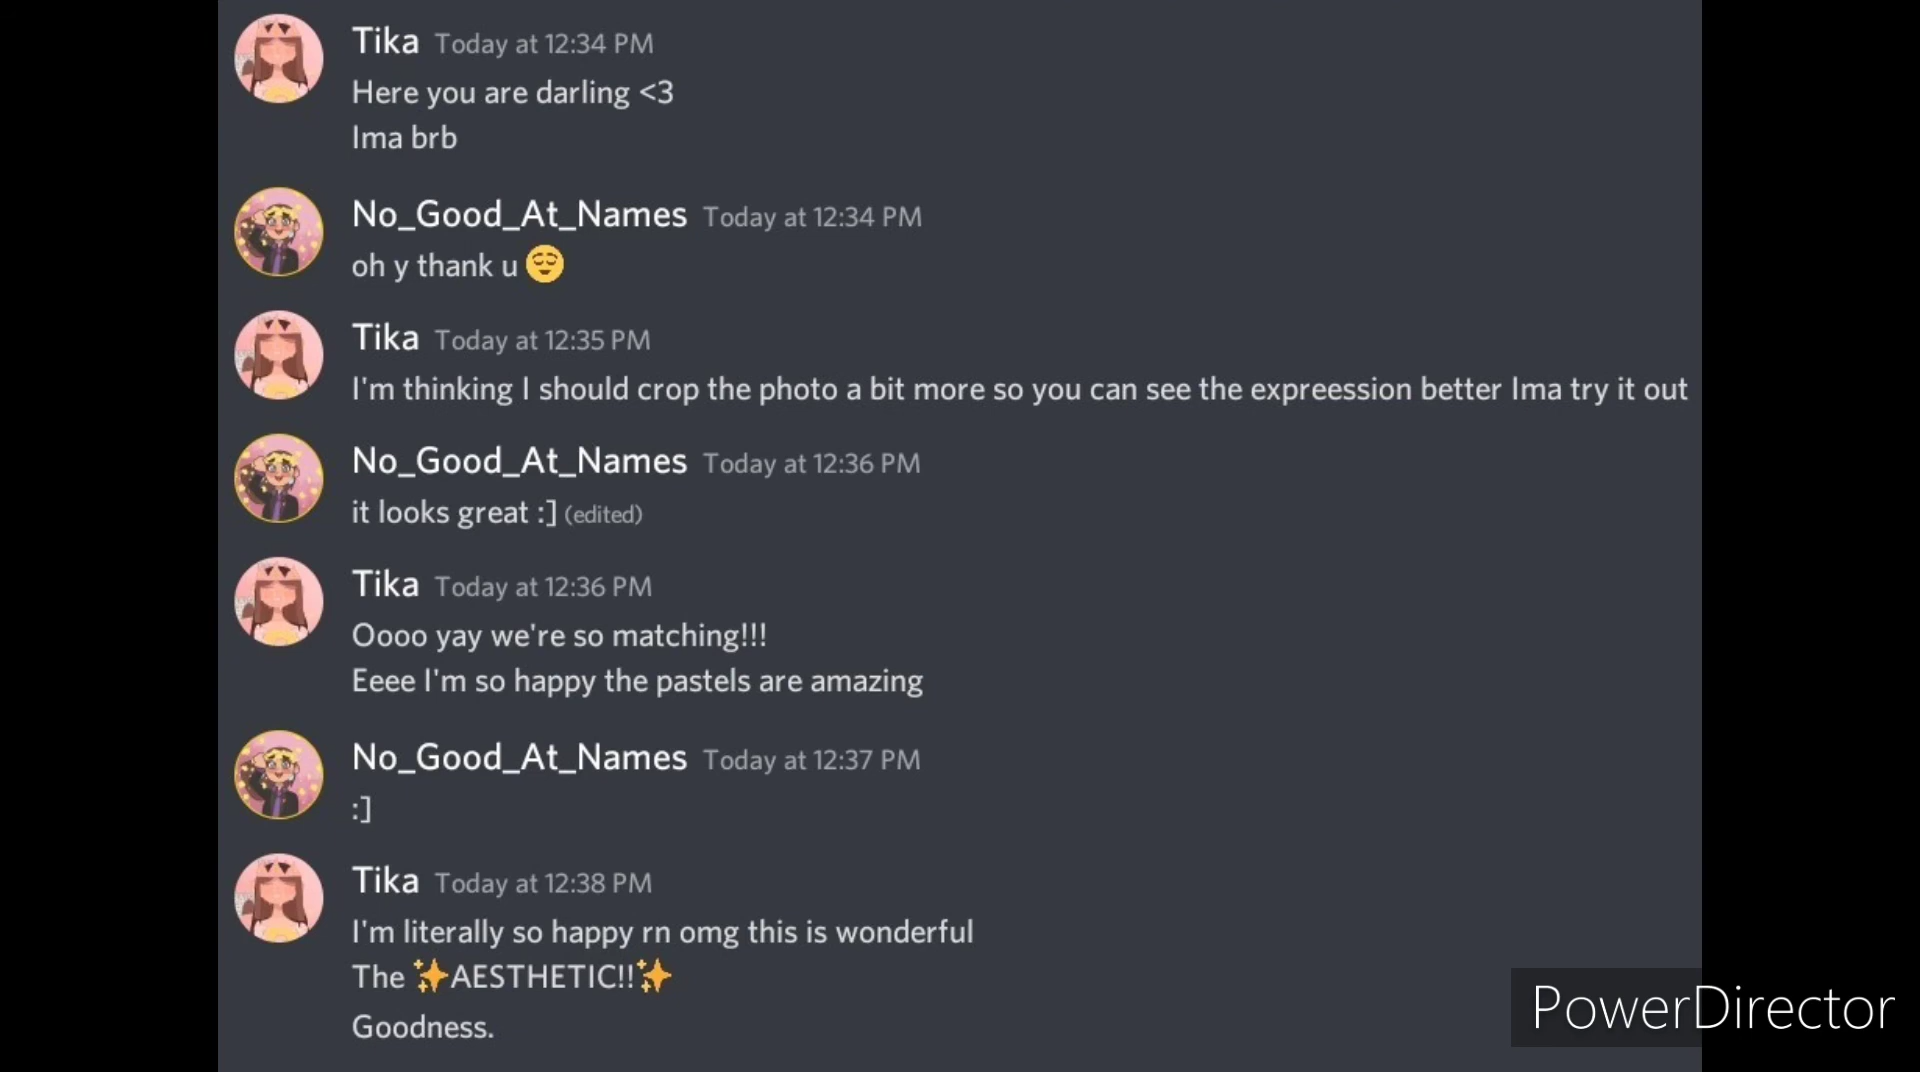 Tika Today at 12:34 PM
Here you are darling <3
Ima brb
No_Good_At_Names Today at 12:34 PM
oh y thank u 😌
Tika Today at 12:35 PM
I'm thinking I should crop the photo a bit more so you can see the expreession better Ima try it out
No_Good_At_Names Today at 12:36 PM
it looks great :] (edited)
Tika Today at 12:36 PM
Oooo yay we're so matching!!!
Eeee I'm so happy the pastels are amazing
No_Good_At_Names Today at 12:37 PM
:]
Tika Today at 12:38 PM
I'm literally so happy rn omg this is wonderful
The ✨AESTHETIC!!✨
Goodness.
PowerDirector